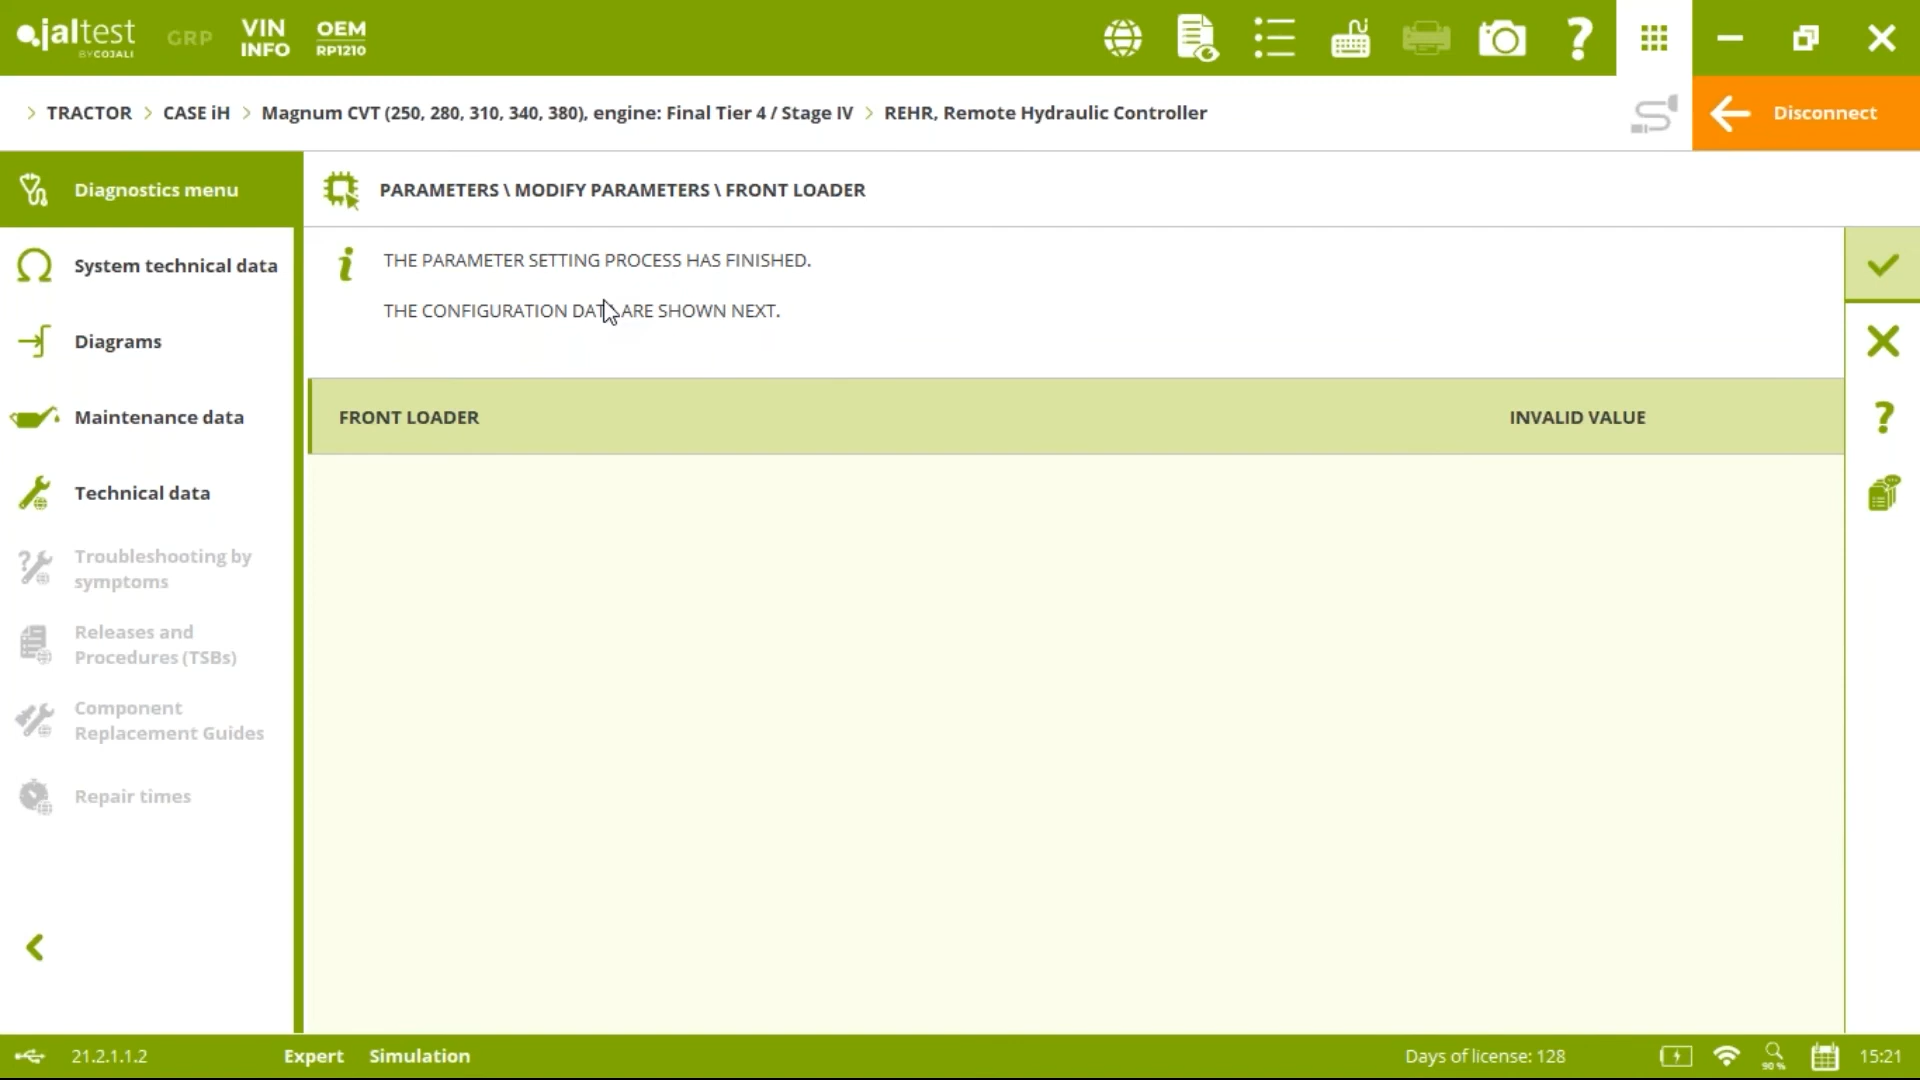 jaltest
BY COJALI
GRP
VIN
INFO
OEM
RP1210
TRACTOR > CASE iH > Magnum CVT (250, 280, 310, 340, 380), engine: Final Tier 4 / Stage IV > REHR, Remote Hydraulic Controller
Disconnect
Diagnostics menu
PARAMETERS \ MODIFY PARAMETERS \ FRONT LOADER
System technical data
Diagrams
Maintenance data
Technical data
Troubleshooting by
symptoms
Releases and
Procedures (TSBs)
Component
Replacement Guides
Repair times
THE PARAMETER SETTING PROCESS HAS FINISHED.
THE CONFIGURATION DATA ARE SHOWN NEXT.
FRONT LOADER INVALID VALUE
21.2.1.1.2 Expert Simulation Days of license: 128 90 % 15:21